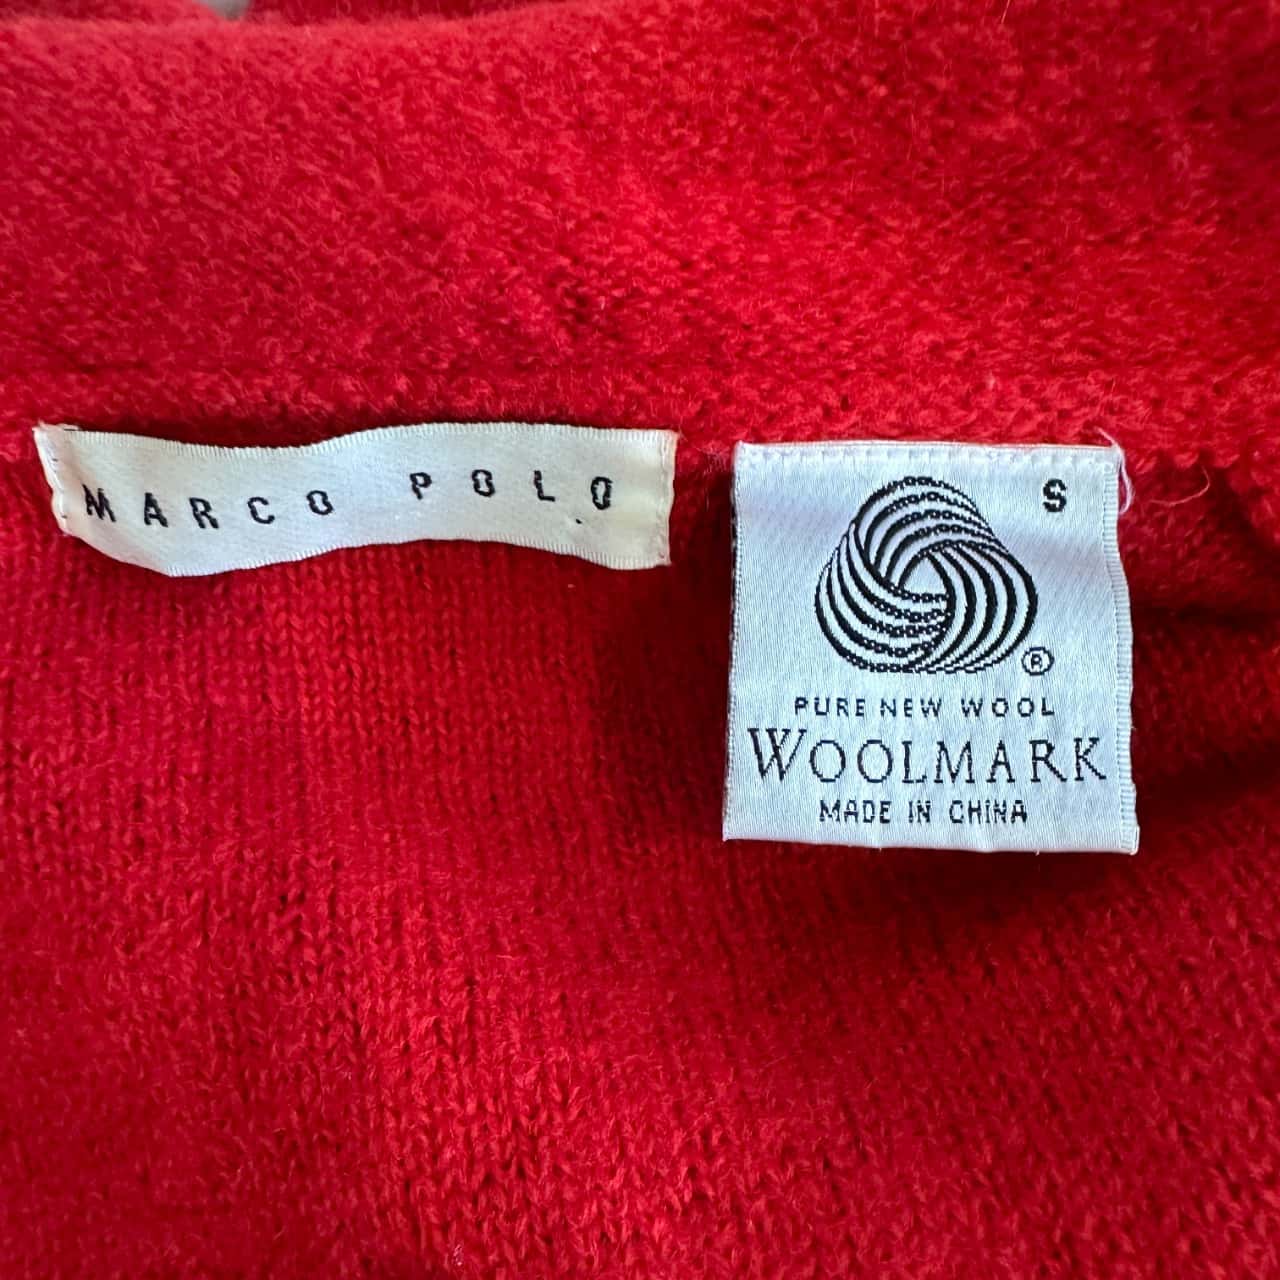 MARCO POLO
S
®
PURE NEW WOOL
WOOLMARK
MADE IN CHINA